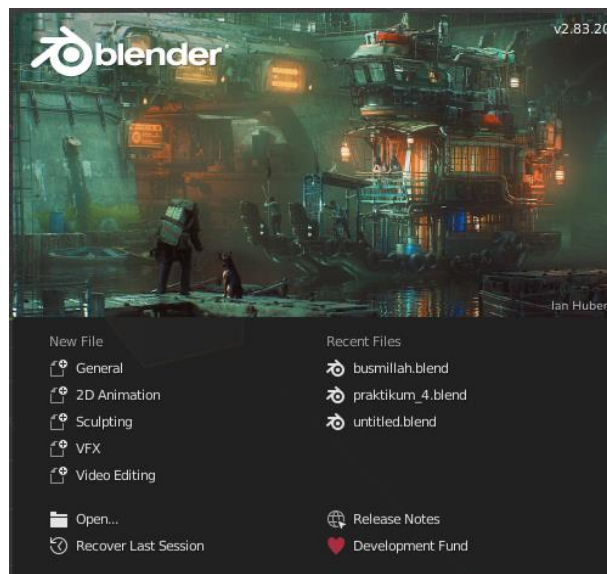 blender
v2.83.20
Ian Huber
New File
General
2D Animation
Sculpting
VFX
Video Editing
Recent Files
busmillah.blend
praktikum_4.blend
untitled.blend
Open...
Recover Last Session
Release Notes
Development Fund